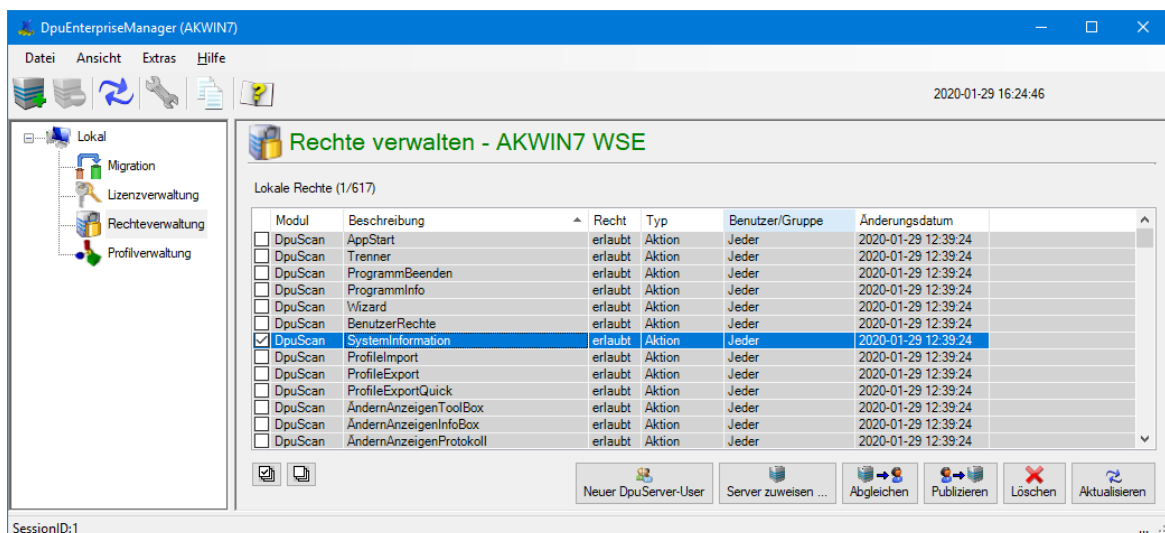 DpuEnterpriseManager (AKWIN7)
Datei Ansicht Extras Hilfe
2020-01-29 16:24:46
Lokal
Migration
Lizenzverwaltung
Rechteverwaltung
Profilverwaltung
Rechte verwalten - AKWIN7 WSE
Lokale Rechte (1/617)
Modul Beschreibung Recht Typ Benutzer/Gruppe Änderungsdatum
DpuScan AppStart erlaubt Aktion Jeder 2020-01-29 12:39:24
DpuScan Trenner erlaubt Aktion Jeder 2020-01-29 12:39:24
DpuScan ProgrammBeenden erlaubt Aktion Jeder 2020-01-29 12:39:24
DpuScan ProgrammInfo erlaubt Aktion Jeder 2020-01-29 12:39:24
DpuScan Wizard erlaubt Aktion Jeder 2020-01-29 12:39:24
DpuScan BenutzerRechte erlaubt Aktion Jeder 2020-01-29 12:39:24
DpuScan SystemInformation erlaubt Aktion Jeder 2020-01-29 12:39:24
DpuScan ProfileImport erlaubt Aktion Jeder 2020-01-29 12:39:24
DpuScan ProfileExport erlaubt Aktion Jeder 2020-01-29 12:39:24
DpuScan ProfileExportQuick erlaubt Aktion Jeder 2020-01-29 12:39:24
DpuScan ÄndernAnzeigenToolBox erlaubt Aktion Jeder 2020-01-29 12:39:24
DpuScan ÄndernAnzeigenInfoBox erlaubt Aktion Jeder 2020-01-29 12:39:24
DpuScan ÄndernAnzeigenProtokoll erlaubt Aktion Jeder 2020-01-29 12:39:24
Neuer DpuServer-User Server zuweisen ... Abgleichen Publizieren Löschen Aktualisieren
SessionID:1 ...